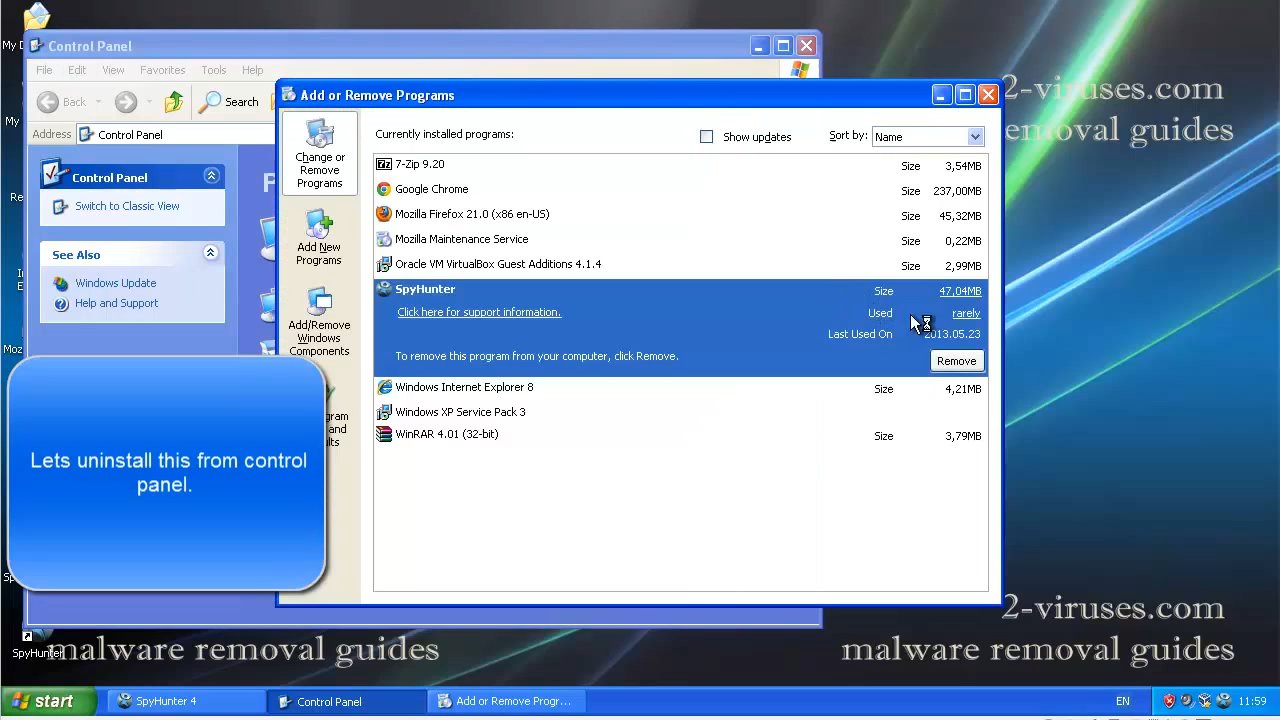 My D
Control Panel
File Edit View Favorites Tools Help
Back Search
Address Control Panel
Control Panel
Switch to Classic View
See Also
Windows Update
Help and Support
My
Re
Moz
Add or Remove Programs
Change or
Remove
Programs
Add New
Programs
Add/Remove
Windows
Components
Currently installed programs:
Show updates
Sort by: Name
7-Zip 9.20 Size 3,54MB
Google Chrome Size 237,00MB
Mozilla Firefox 21.0 (x86 en-US) Size 45,32MB
Mozilla Maintenance Service Size 0,22MB
Oracle VM VirtualBox Guest Additions 4.1.4 Size 2,99MB
SpyHunter Size 47,04MB
Click here for support information. Used rarely
Last Used On 2013.05.23
To remove this program from your computer, click Remove. Remove
Windows Internet Explorer 8 Size 4,21MB
Windows XP Service Pack 3
WinRAR 4.01 (32-bit) Size 3,79MB
Lets uninstall this from control
panel.
2-viruses.com
removal guides
2-viruses.com
malware removal guides
malware removal guides
SpyHunter
start SpyHunter 4 Control Panel Add or Remove Progr... EN 11:59